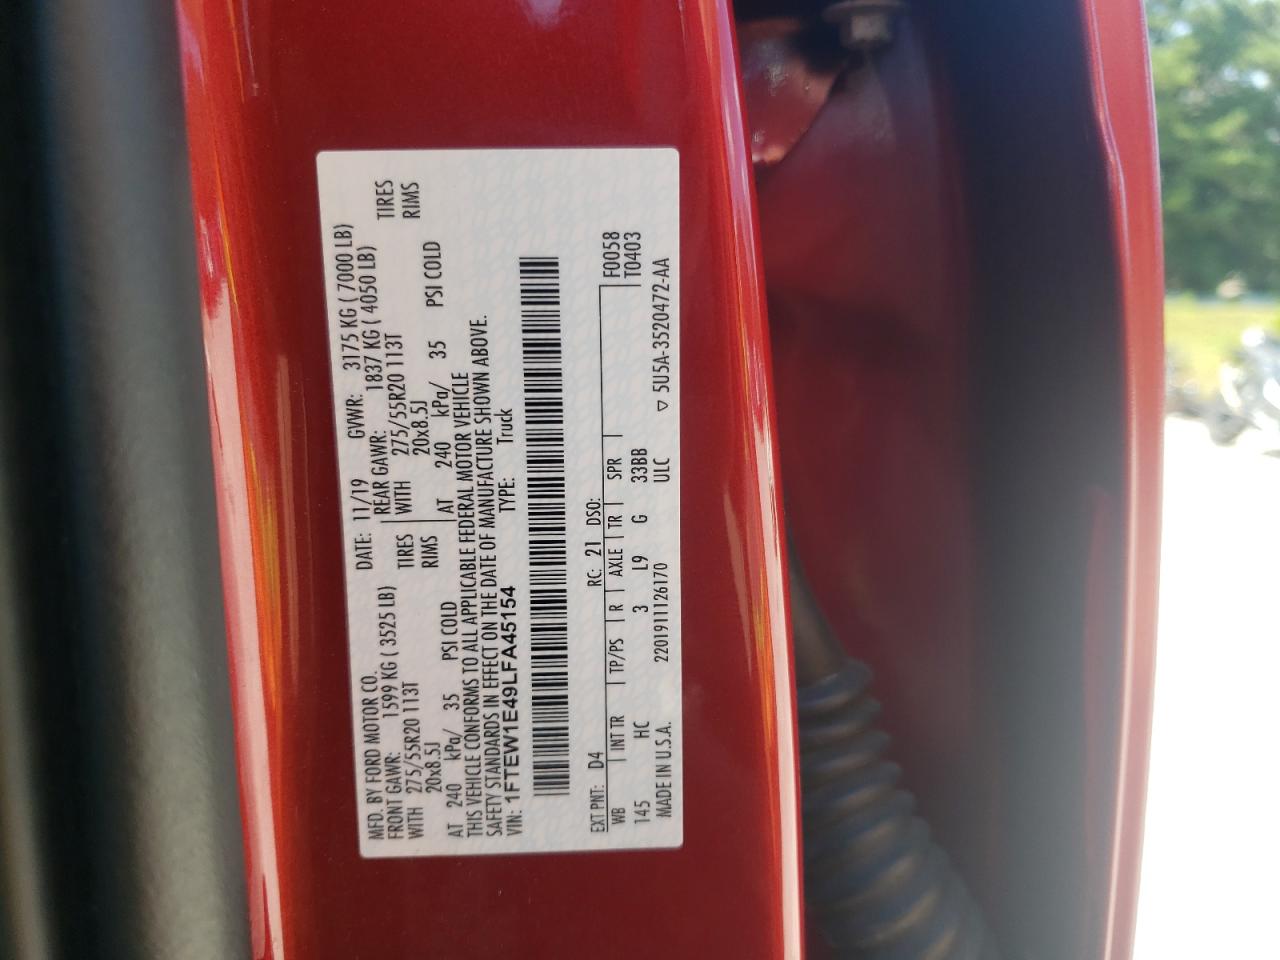 MFD. BY FORD MOTOR CO.
DATE: 11/19 GVWR: 3175 KG ( 7000 LB)
FRONT GAWR: 1599 KG ( 3525 LB) REAR GAWR: 1837 KG ( 4050 LB)
WITH 275/55R20 113T TIRES WITH 275/55R20 113T TIRES
20x8.5J RIMS 20x8.5J RIMS
AT 240 kPa/ 35 PSI COLD AT 240 kPa/ 35 PSI COLD
THIS VEHICLE CONFORMS TO ALL APPLICABLE FEDERAL MOTOR VEHICLE
SAFETY STANDARDS IN EFFECT ON THE DATE OF MANUFACTURE SHOWN ABOVE.
VIN: 1FTEW1E49LFA45154 TYPE: Truck
EXT PNT: D4 RC: 21 DSO: F0058
WB INT TR TP/PS R AXLE TR SPR T0403
145 HC 3 L9 G 33BB
MADE IN U.S.A. 2201911126170 ULC ▽ 5U5A-3520472-AA